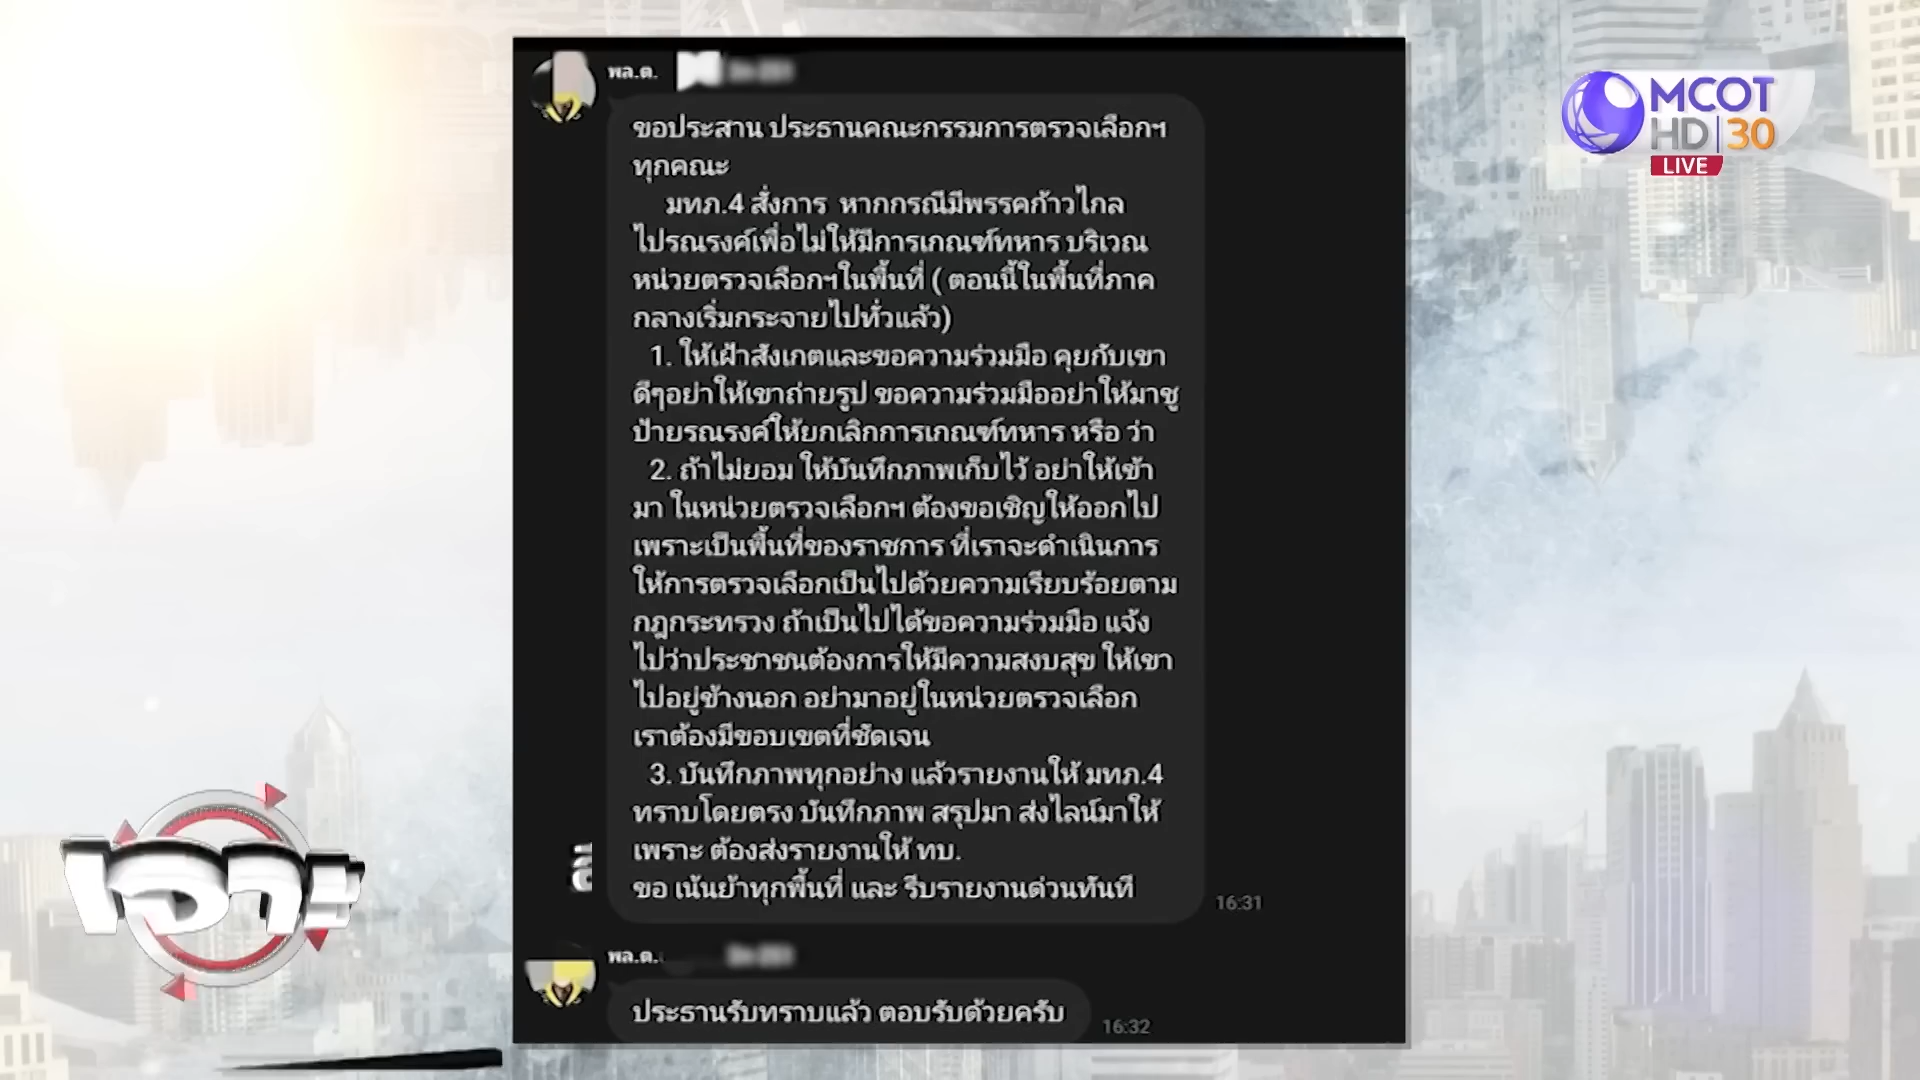 พล.ต.
ขอประสาน ประธานคณะกรรมการตรวจเลือกฯ
ทุกคณะ
มทภ.4 สั่งการ หากกรณีมีพรรคก้าวไกล
ไปรณรงค์เพื่อไม่ให้มีการเกณฑ์ทหาร บริเวณ
หน่วยตรวจเลือกฯในพื้นที่ ( ตอนนี้ในพื้นที่ภาค
กลางเริ่มกระจายไปทั่วแล้ว)
1. ให้เฝ้าสังเกตและขอความร่วมมือ คุยกับเขา
ดีๆอย่าให้เขาถ่ายรูป ขอความร่วมมืออย่าให้มาชู
ป้ายรณรงค์ให้ยกเลิกการเกณฑ์ทหาร หรือ ว่า
2. ถ้าไม่ยอม ให้บันทึกภาพเก็บไว้ อย่าให้เข้า
มา ในหน่วยตรวจเลือกฯ ต้องขอเชิญให้ออกไป
เพราะเป็นพื้นที่ของราชการ ที่เราจะดำเนินการ
ให้การตรวจเลือกเป็นไปด้วยความเรียบร้อยตาม
กฎกระทรวง ถ้าเป็นไปได้ขอความร่วมมือ แจ้ง
ไปว่าประชาชนต้องการให้มีความสงบสุข ให้เขา
ไปอยู่ข้างนอก อย่ามาอยู่ในหน่วยตรวจเลือก
เราต้องมีขอบเขตที่ชัดเจน
3. บันทึกภาพทุกอย่าง แล้วรายงานให้ มทภ.4
ทราบโดยตรง บันทึกภาพ สรุปมา ส่งไลน์มาให้
เพราะ ต้องส่งรายงานให้ ทบ.
ขอ เน้นย้ำทุกพื้นที่ และ รีบรายงานด่วนทันที
16:31
พล.ต.
ประธานรับทราบแล้ว ตอบรับด้วยครับ
16:32
MCOT
HD 30
LIVE
เจาะ